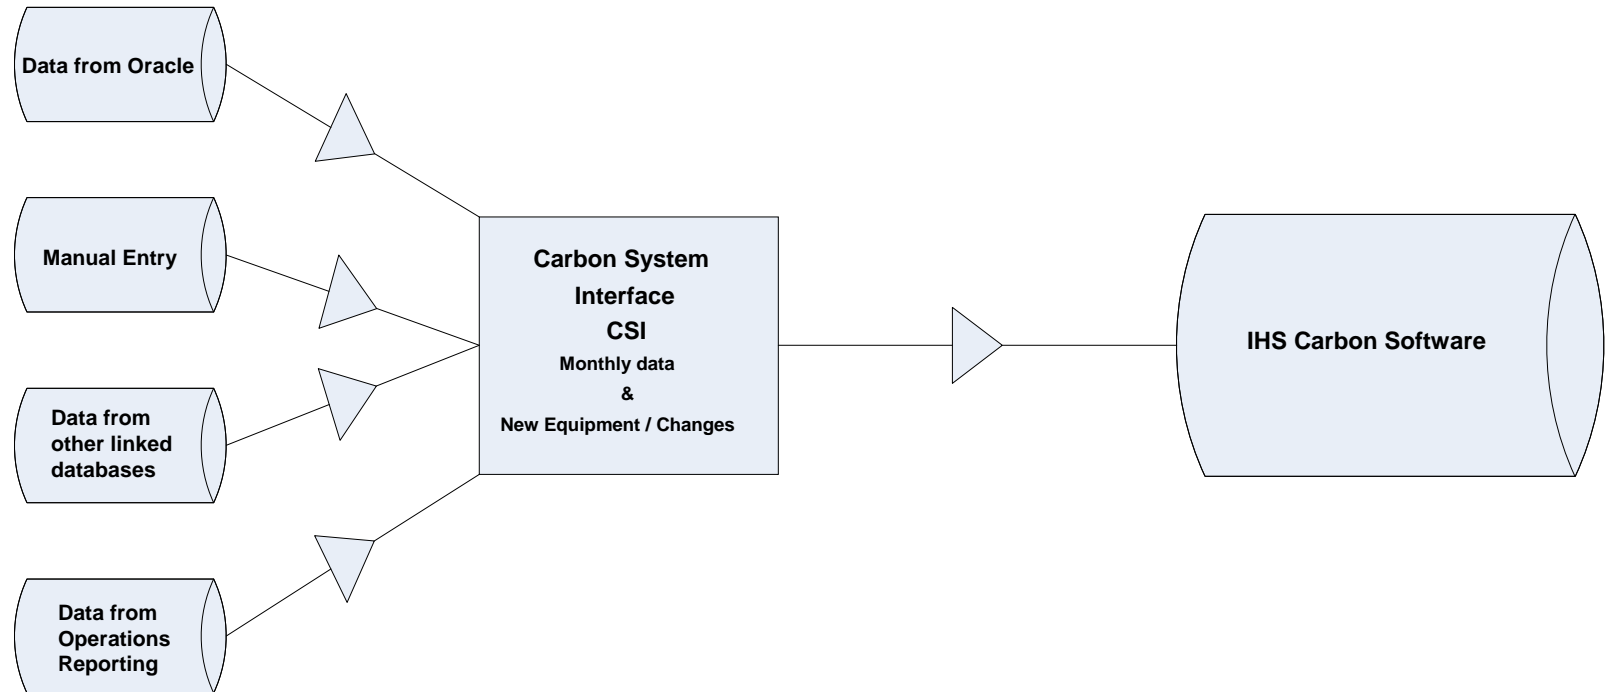 Data from Oracle
Manual Entry
Data from
other linked
databases
Data from
Operations
Reporting
Carbon System
Interface
CSI
Monthly data
&
New Equipment / Changes
IHS Carbon Software